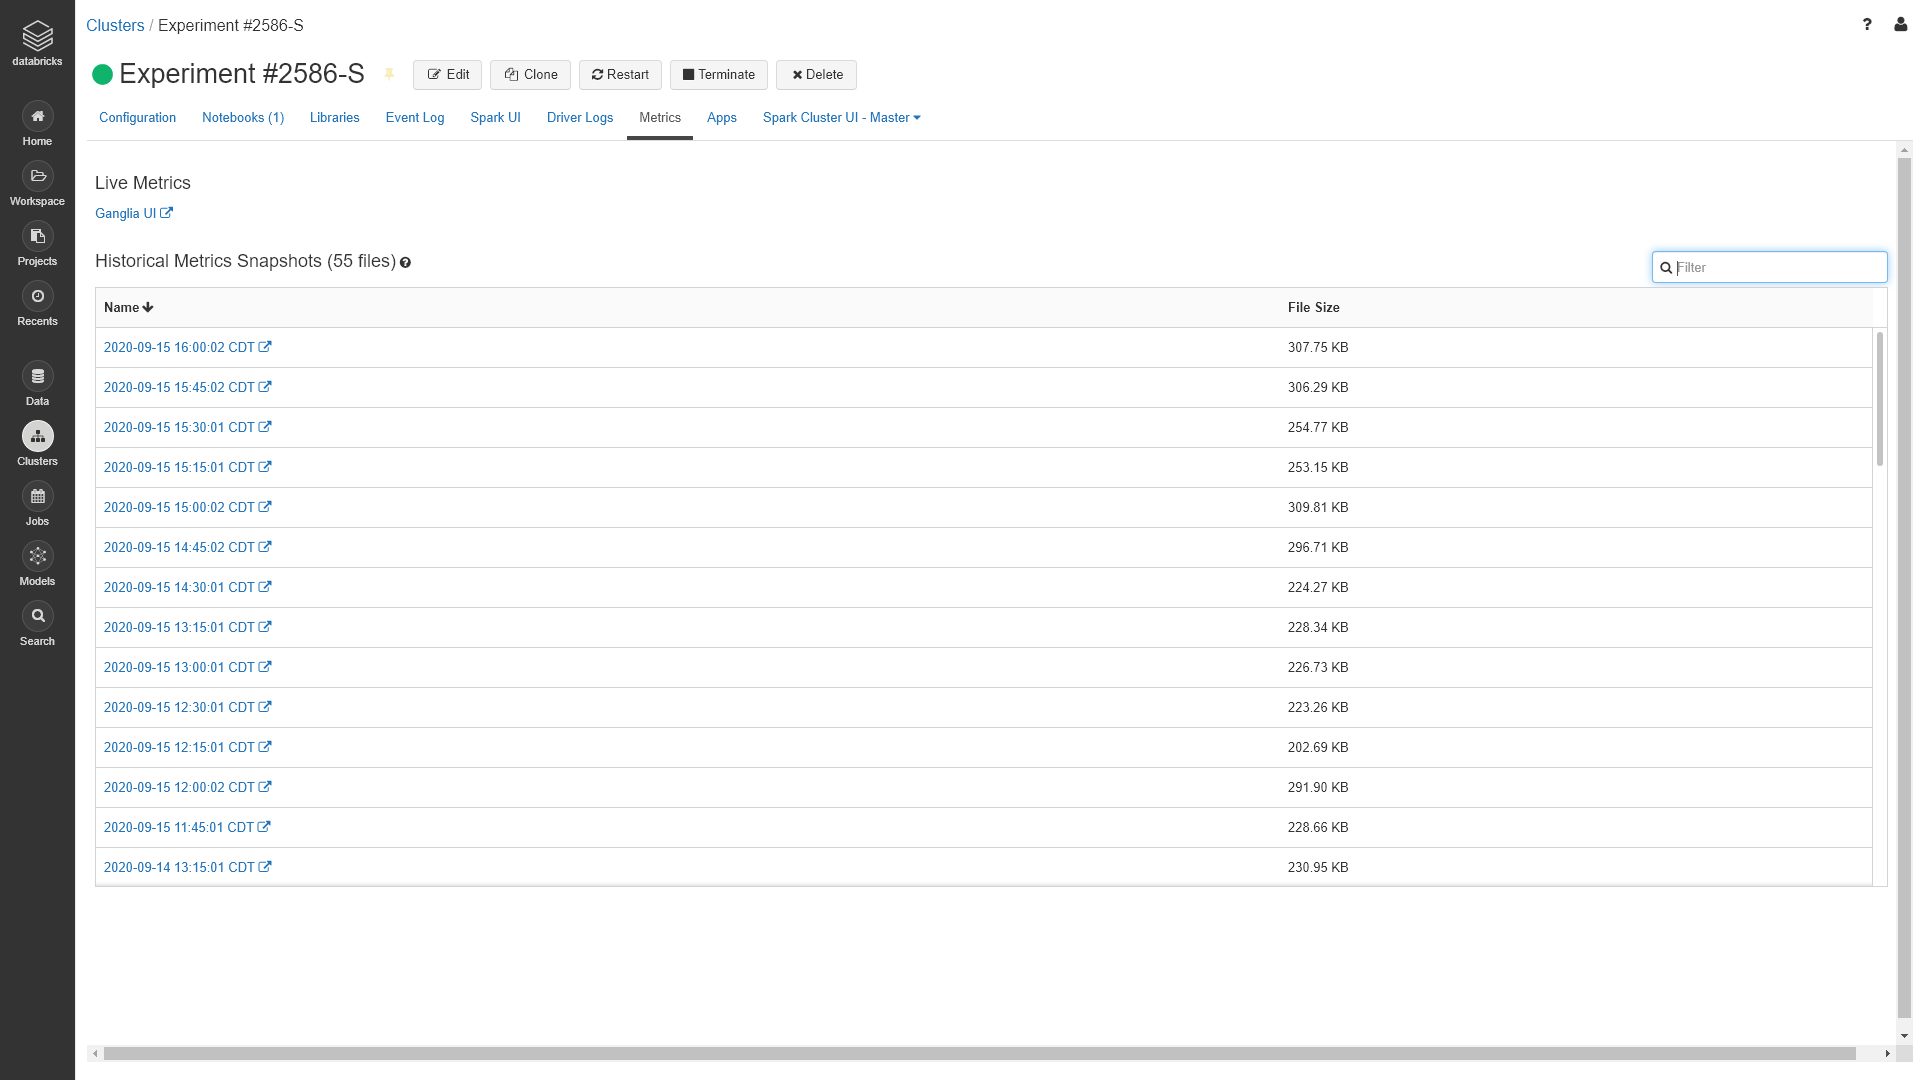 databricks
Home
Workspace
Projects
Recents
Data
Clusters
Jobs
Models
Search
Clusters / Experiment #2586-S
?
Experiment #2586-S Edit Clone Restart Terminate Delete
Configuration Notebooks (1) Libraries Event Log Spark UI Driver Logs Metrics Apps Spark Cluster UI - Master
Live Metrics
Ganglia UI
Historical Metrics Snapshots (55 files) ?
Filter
Name File Size
2020-09-15 16:00:02 CDT 307.75 KB
2020-09-15 15:45:02 CDT 306.29 KB
2020-09-15 15:30:01 CDT 254.77 KB
2020-09-15 15:15:01 CDT 253.15 KB
2020-09-15 15:00:02 CDT 309.81 KB
2020-09-15 14:45:02 CDT 296.71 KB
2020-09-15 14:30:01 CDT 224.27 KB
2020-09-15 13:15:01 CDT 228.34 KB
2020-09-15 13:00:01 CDT 226.73 KB
2020-09-15 12:30:01 CDT 223.26 KB
2020-09-15 12:15:01 CDT 202.69 KB
2020-09-15 12:00:02 CDT 291.90 KB
2020-09-15 11:45:01 CDT 228.66 KB
2020-09-14 13:15:01 CDT 230.95 KB